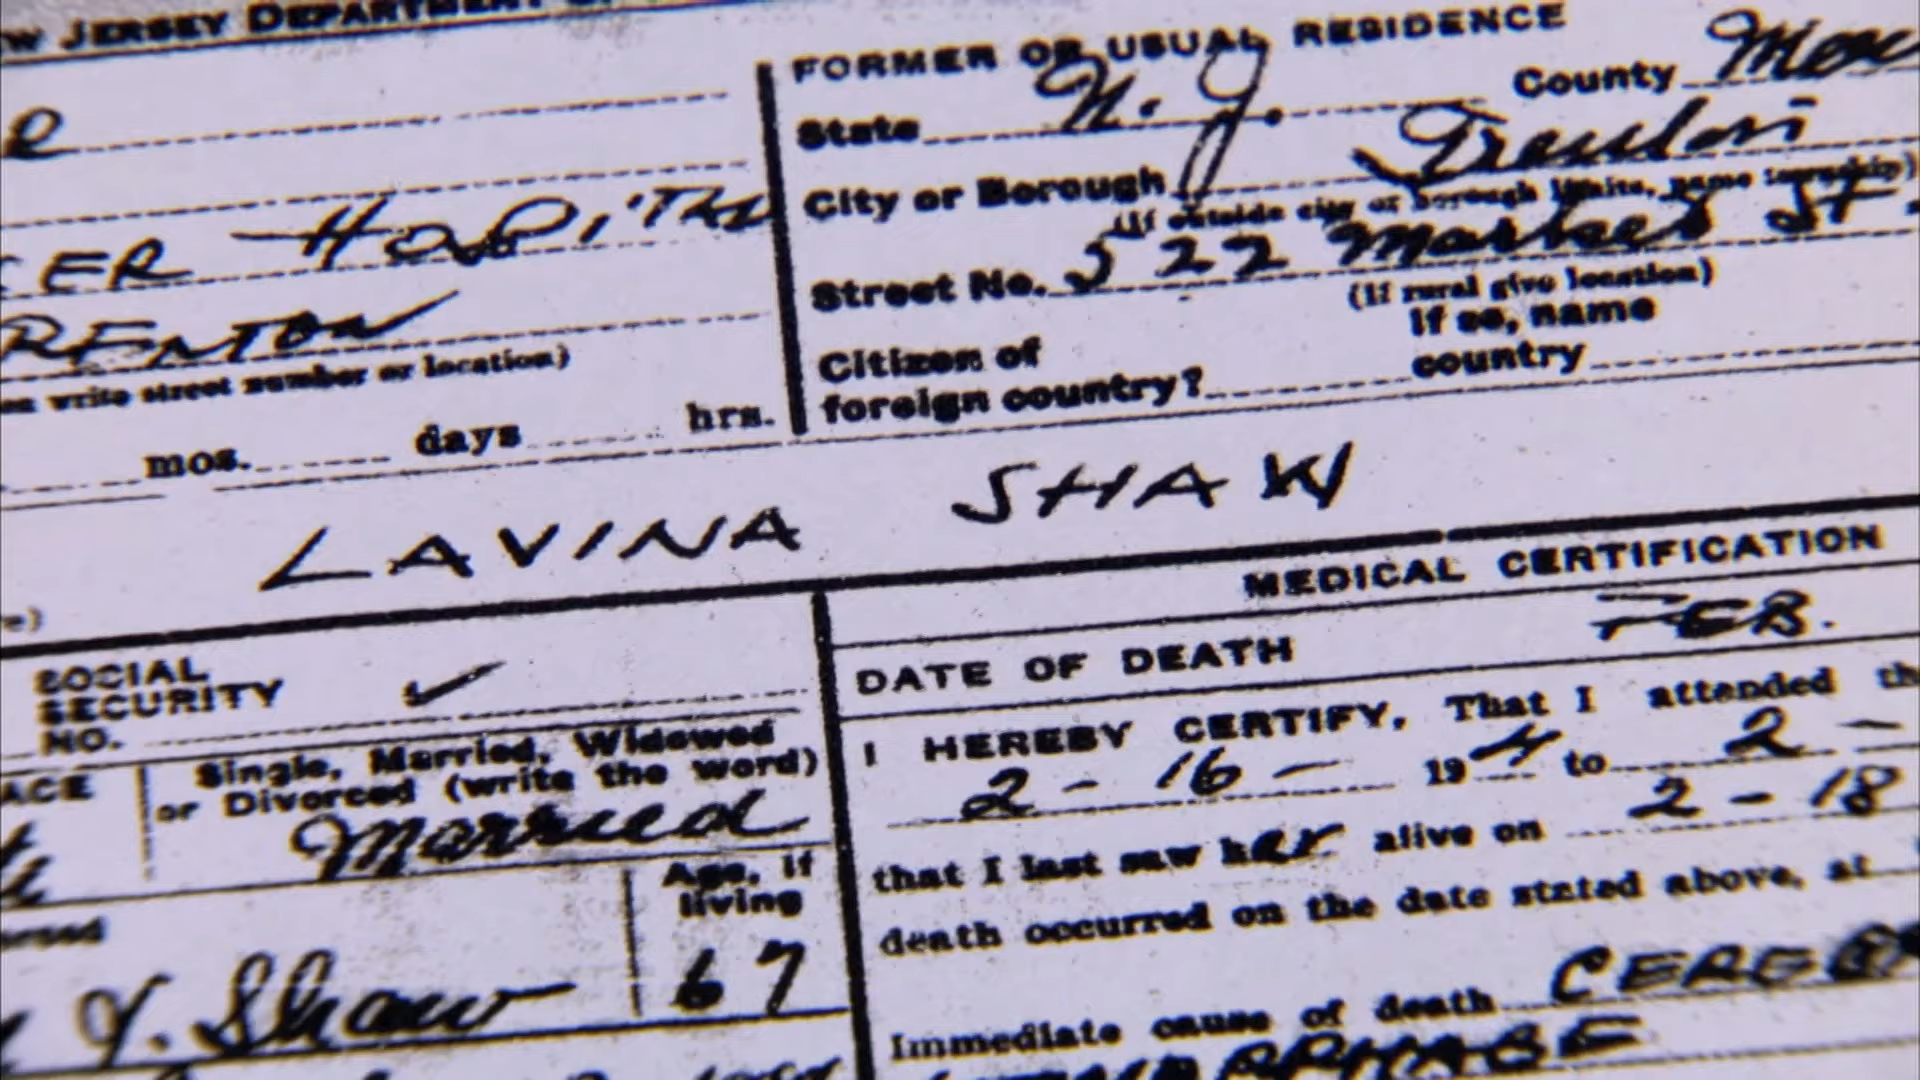 JERSEY DEPARTMENT
FORMER OR USUAL RESIDENCE
State N. J. County
City or Borough Trenton
(If outside city or borough limits, name township)
HOSPITAL
Street No. 522 Market St.
(If rural give location)
write street number or location)
Citizen of foreign country?
If so, name country
mos. days hrs.
LAVINA SHAW
MEDICAL CERTIFICATION
SOCIAL SECURITY NO. ✓
DATE OF DEATH FEB.
Single, Married, Widowed or Divorced (write the word)
Married
I HEREBY CERTIFY, That I attended
2-16- 194 to 2-
that I last saw her alive on 2-18
Age, if living
67
death occurred on the date stated above, at
J. Shaw
Immediate cause of death